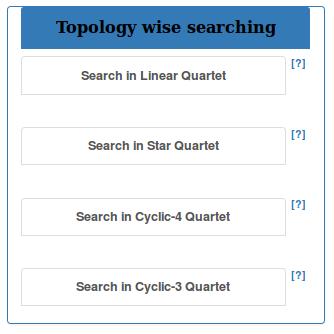 Topology wise searching
Search in Linear Quartet [?]
Search in Star Quartet [?]
Search in Cyclic-4 Quartet [?]
Search in Cyclic-3 Quartet [?]